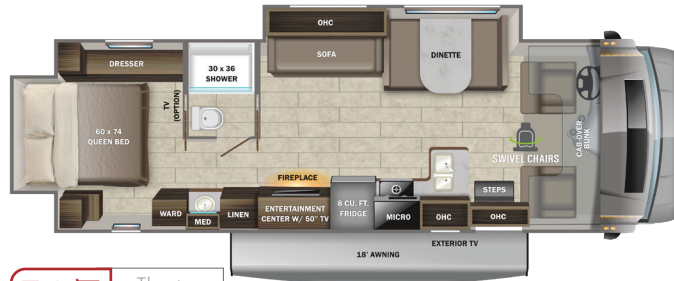 OHC
DRESSER
30 x 36
SHOWER
SOFA
DINETTE
TV
(OPTION)
60 x 74
QUEEN BED
CAB-OVER
BUNK
SWIVEL CHAIRS
FIREPLACE
WARD
MED
LINEN
ENTERTAINMENT
CENTER W/ 50" TV
8 CU. FT.
FRIDGE
MICRO
OHC
STEPS
OHC
EXTERIOR TV
18' AWNING